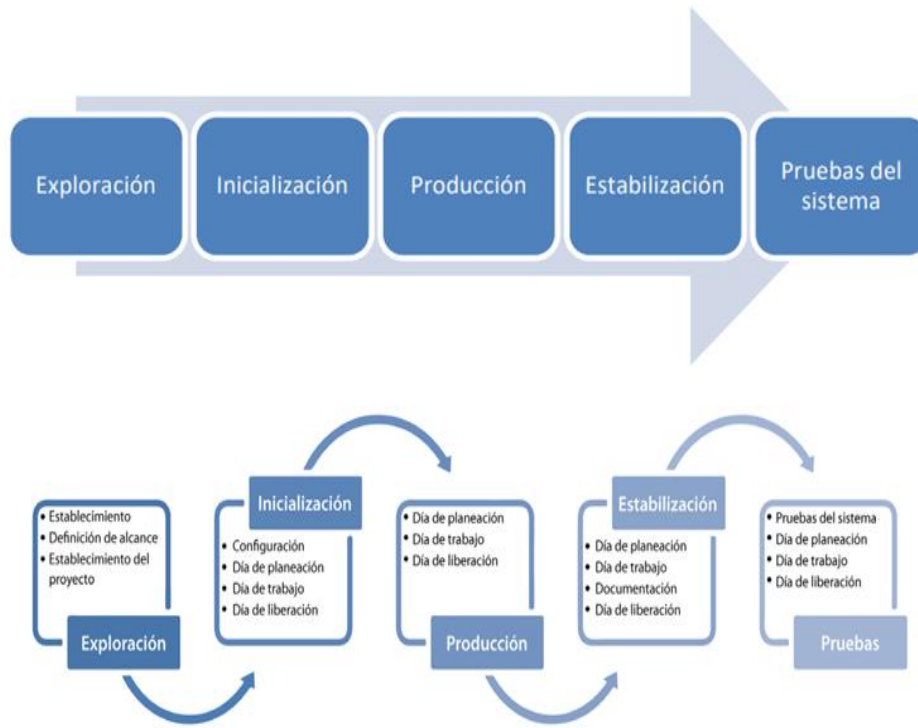 Exploración
Inicialización
Producción
Estabilización
Pruebas del
sistema
• Establecimiento
• Definición de alcance
• Establecimiento del
proyecto
Exploración
Inicialización
• Configuración
• Día de planeación
• Día de trabajo
• Día de liberación
• Día de planeación
• Día de trabajo
• Día de liberación
Producción
Estabilización
• Día de planeación
• Día de trabajo
• Documentación
• Día de liberación
• Pruebas del sistema
• Día de planeación
• Día de trabajo
• Día de liberación
Pruebas